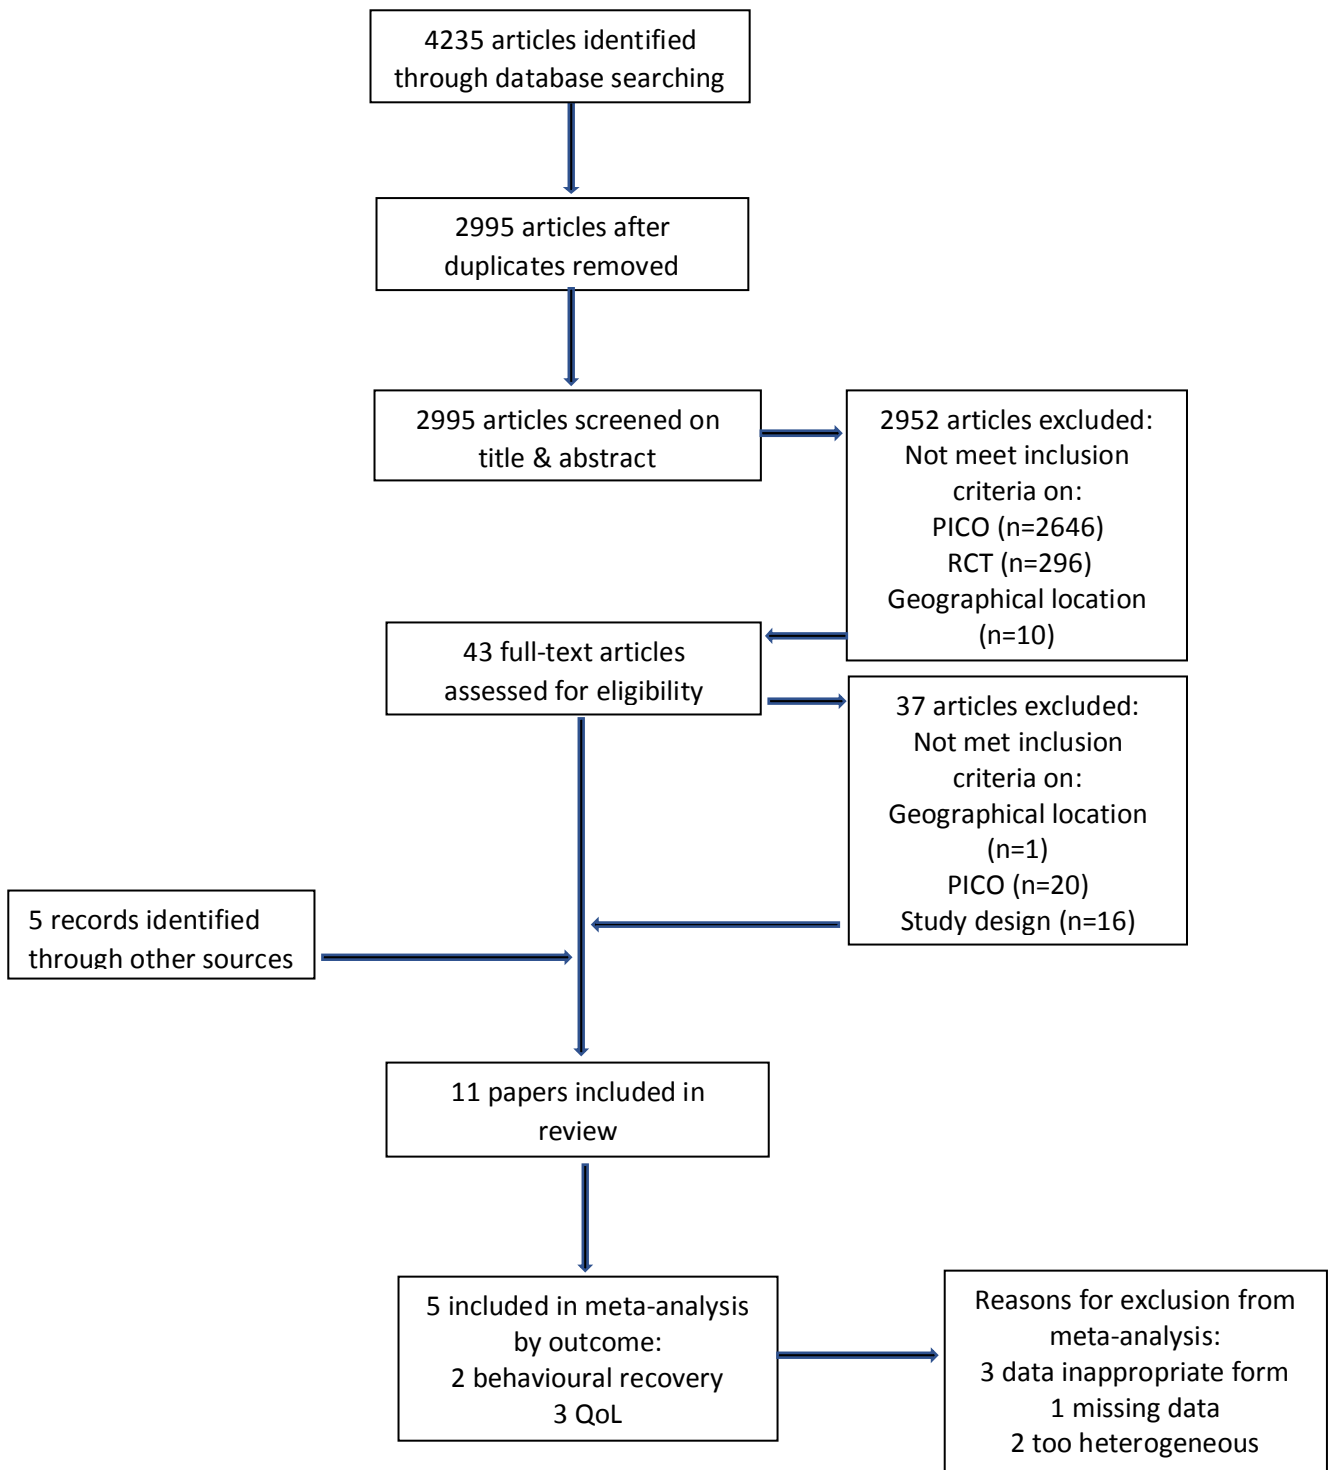 4235 articles identified
through database searching
2995 articles after
duplicates removed
2995 articles screened on
title & abstract
2952 articles excluded:
Not meet inclusion
criteria on:
PICO (n=2646)
RCT (n=296)
Geographical location
(n=10)
43 full-text articles
assessed for eligibility
37 articles excluded:
Not met inclusion
criteria on:
Geographical location
(n=1)
PICO (n=20)
Study design (n=16)
5 records identified
through other sources
11 papers included in
review
5 included in meta-analysis
by outcome:
2 behavioural recovery
3 QoL
Reasons for exclusion from
meta-analysis:
3 data inappropriate form
1 missing data
2 too heterogeneous